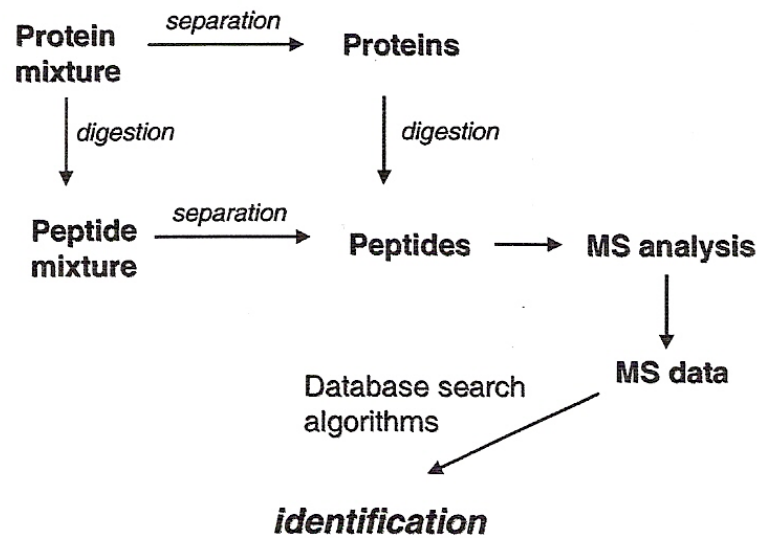 separation
Protein
mixture
Proteins
digestion
digestion
separation
Peptide
mixture
Peptides
MS analysis
MS data
Database search
algorithms
identification